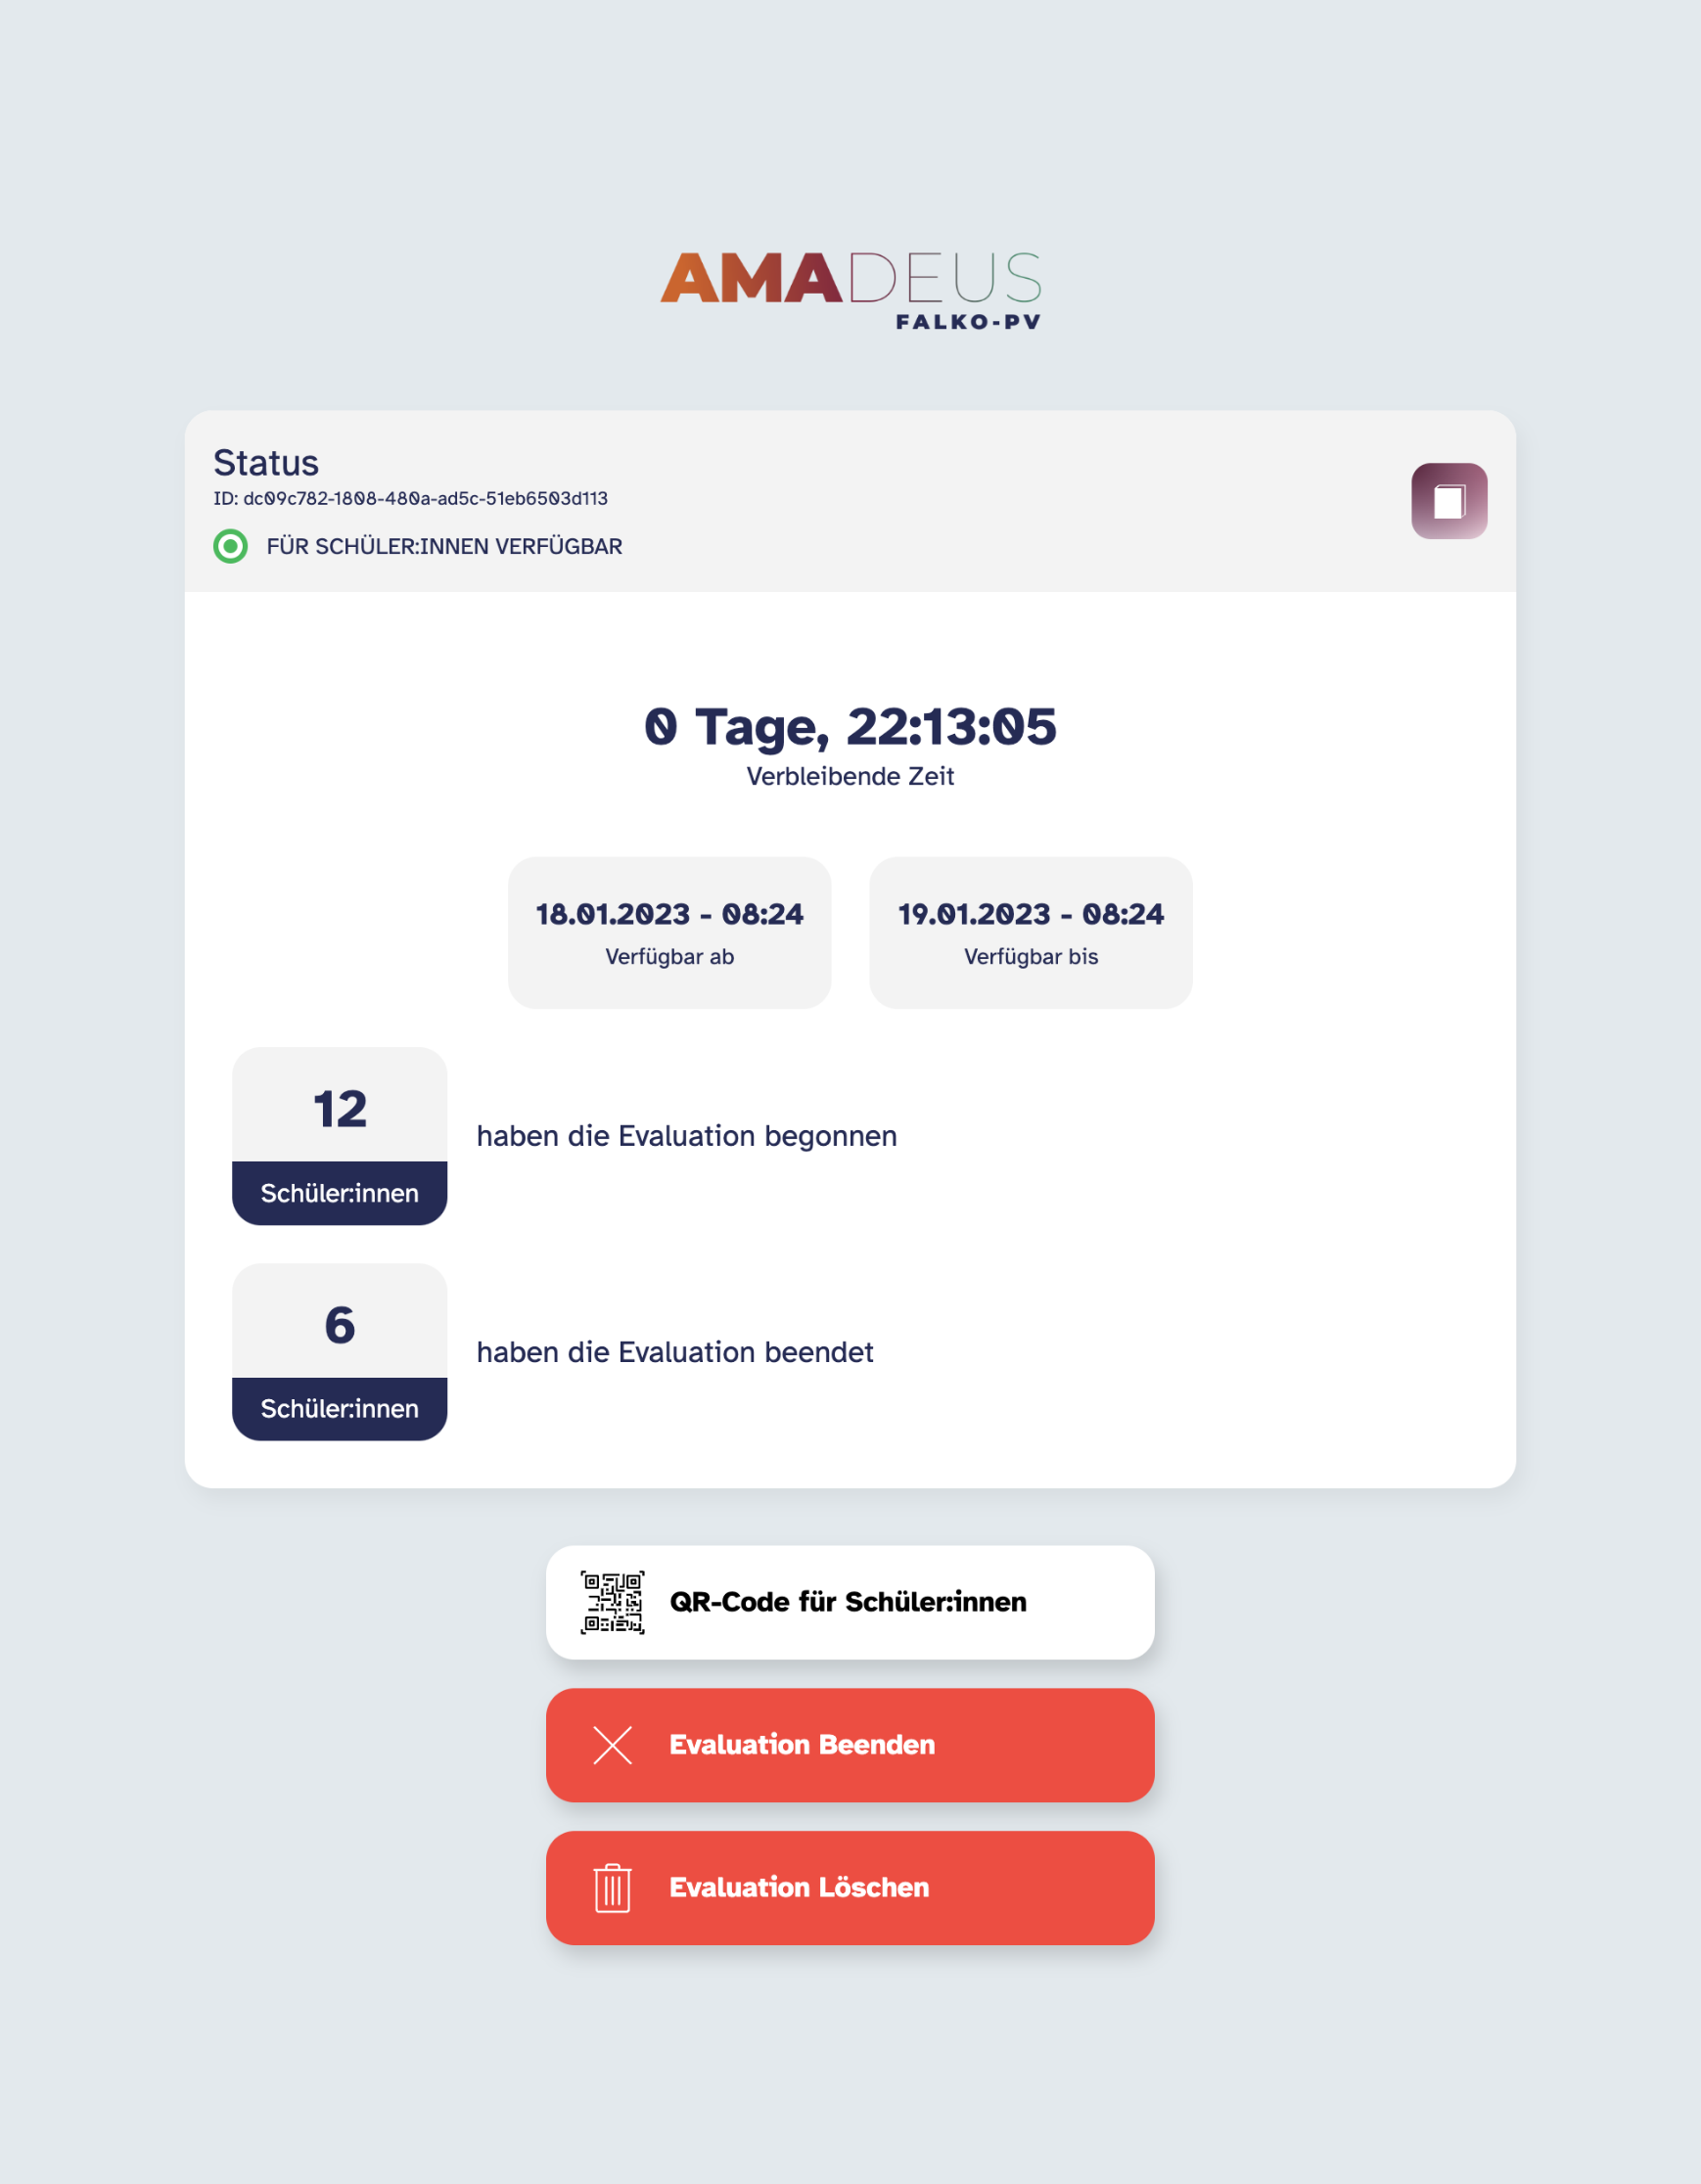 AMADEUS
FALKO-PV
Status
ID: dc09c782-1808-480a-ad5c-51eb6503d113
FÜR SCHÜLER:INNEN VERFÜGBAR
0 Tage, 22:13:05
Verbleibende Zeit
18.01.2023 - 08:24
Verfügbar ab
19.01.2023 - 08:24
Verfügbar bis
12
Schüler:innen
haben die Evaluation begonnen
6
Schüler:innen
haben die Evaluation beendet
QR-Code für Schüler:innen
Evaluation Beenden
Evaluation Löschen